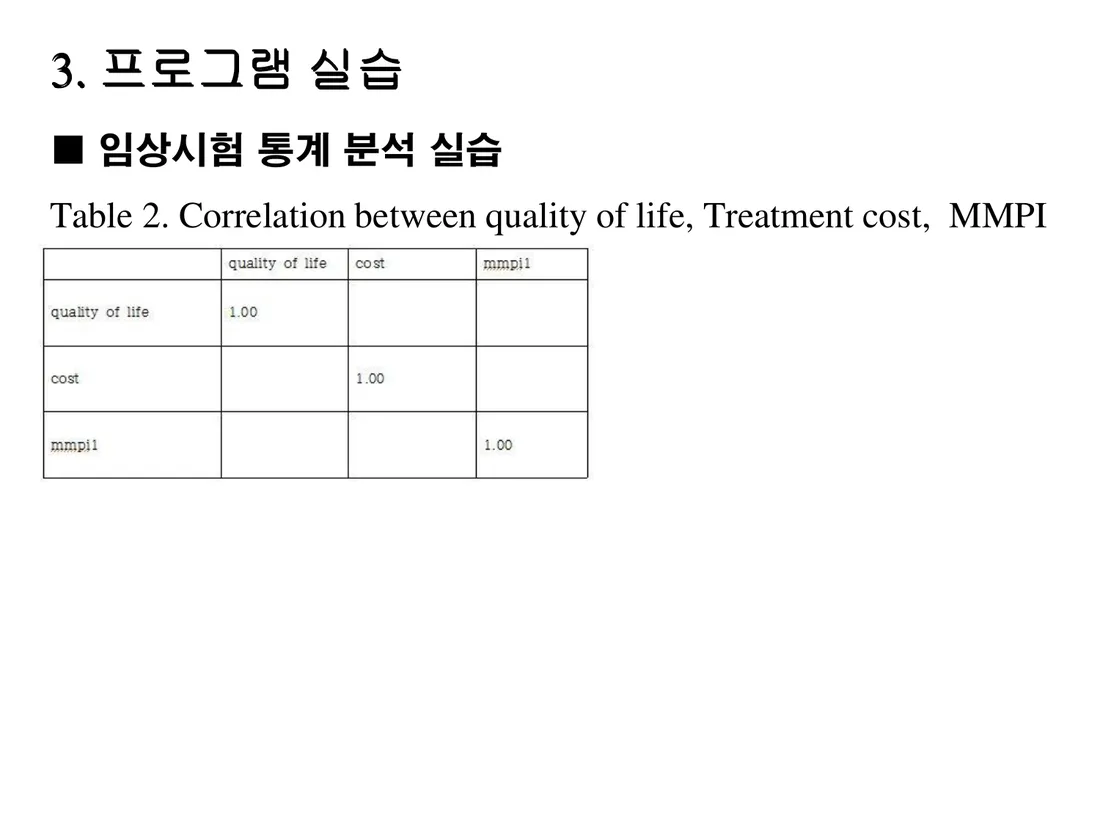 3. 프로그램 실습
■ 임상시험 통계 분석 실습
Table 2. Correlation between quality of life, Treatment cost,  MMPI
quality of life cost mmpi1
quality of life 1.00
cost 1.00
mmpi1 1.00